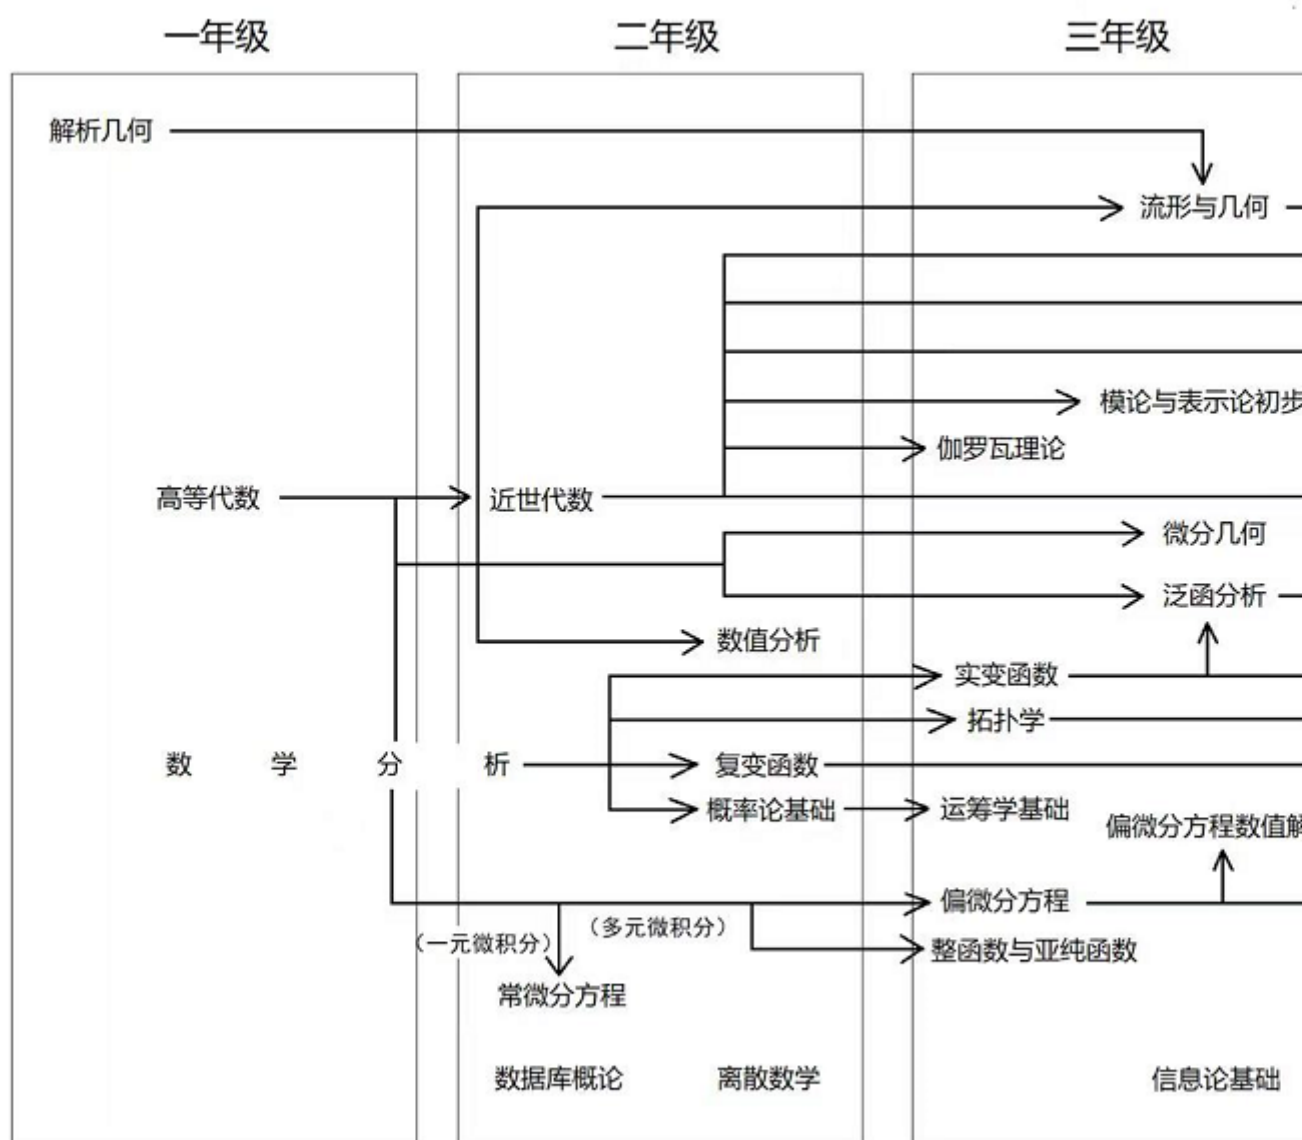 一年级
二年级
三年级
解析几何
流形与几何
模论与表示论初步
伽罗瓦理论
高等代数
近世代数
微分几何
泛函分析
数值分析
实变函数
拓扑学
数学分析
复变函数
概率论基础
运筹学基础
偏微分方程数值解
偏微分方程
(一元微积分)
(多元微积分)
整函数与亚纯函数
常微分方程
数据库概论
离散数学
信息论基础